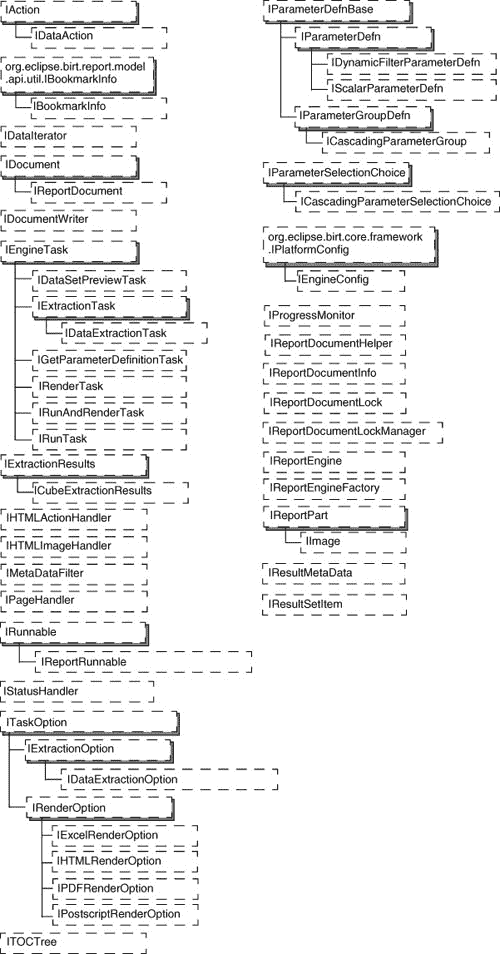 IAction
IDataAction
org.eclipse.birt.report.model
.api.util.IBookmarkInfo
IBookmarkInfo
IDataIterator
IDocument
IReportDocument
IDocumentWriter
IEngineTask
IDataSetPreviewTask
IExtractionTask
IDataExtractionTask
IGetParameterDefinitionTask
IRenderTask
IRunAndRenderTask
IRunTask
IExtractionResults
ICubeExtractionResults
IHTMLActionHandler
IHTMLImageHandler
IMetaDataFilter
IPageHandler
IRunnable
IReportRunnable
IStatusHandler
ITaskOption
IExtractionOption
IDataExtractionOption
IRenderOption
IExcelRenderOption
IHTMLRenderOption
IPDFRenderOption
IPostscriptRenderOption
ITOCTree
IParameterDefnBase
IParameterDefn
IDynamicFilterParameterDefn
IScalarParameterDefn
IParameterGroupDefn
ICascadingParameterGroup
IParameterSelectionChoice
ICascadingParameterSelectionChoice
org.eclipse.birt.core.framework
.IPlatformConfig
IEngineConfig
IProgressMonitor
IReportDocumentHelper
IReportDocumentInfo
IReportDocumentLock
IReportDocumentLockManager
IReportEngine
IReportEngineFactory
IReportPart
IImage
IResultMetaData
IResultSetItem